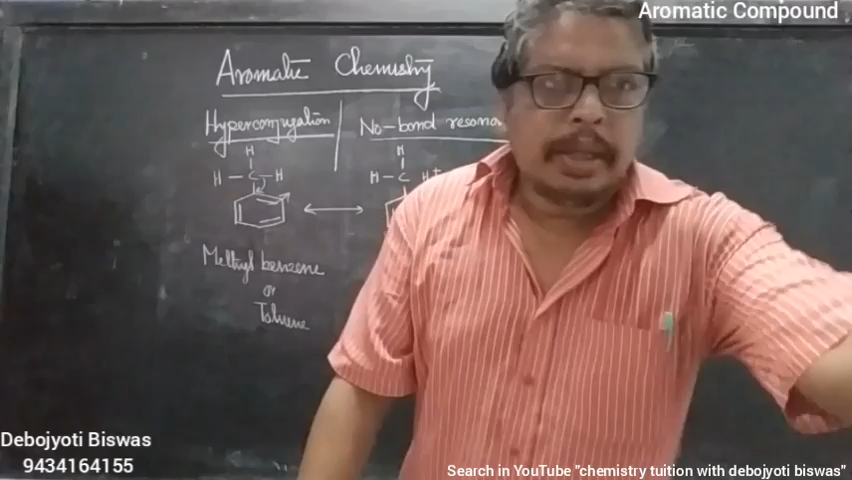 Aromatic Compound
Aromatic Chemistry
Hyperconjugation
No-bond
H
H
H - C - H
H - C H+
Methyl benzene
or
Toluene
Debojyoti Biswas
9434164155
Search in YouTube "chemistry tuition with debojyoti biswas"